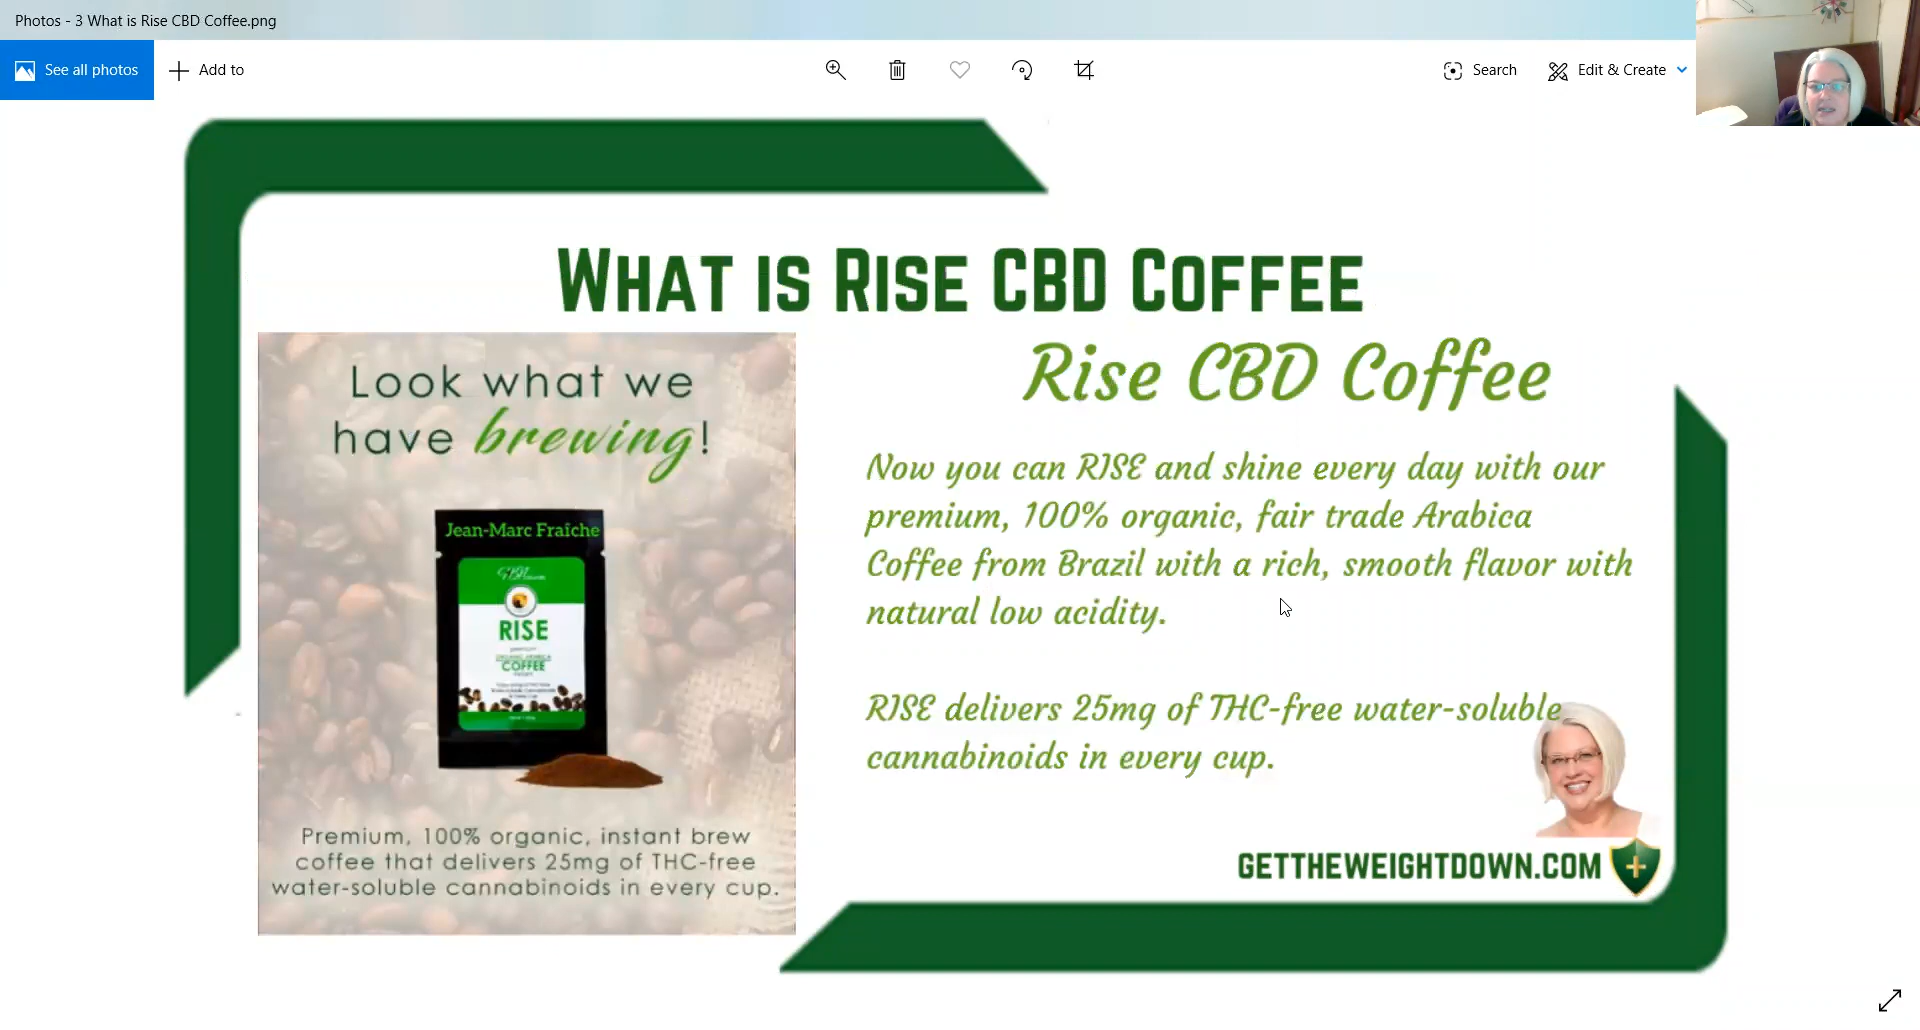 Photos - 3 What is Rise CBD Coffee.png
See all photos
Add to
Search
Edit & Create
What is Rise CBD Coffee
Look what we
have brewing!
Jean-Marc Fraîche
RISE
premium
ORGANIC ARABICA
COFFEE
Premium, 100% organic, instant brew
coffee that delivers 25mg of THC-free
water-soluble cannabinoids in every cup.
Rise CBD Coffee
Now you can RISE and shine every day with our
premium, 100% organic, fair trade Arabica
Coffee from Brazil with a rich, smooth flavor with
natural low acidity.
RISE delivers 25mg of THC-free water-soluble
cannabinoids in every cup.
GETTHEWEIGHTDOWN.COM